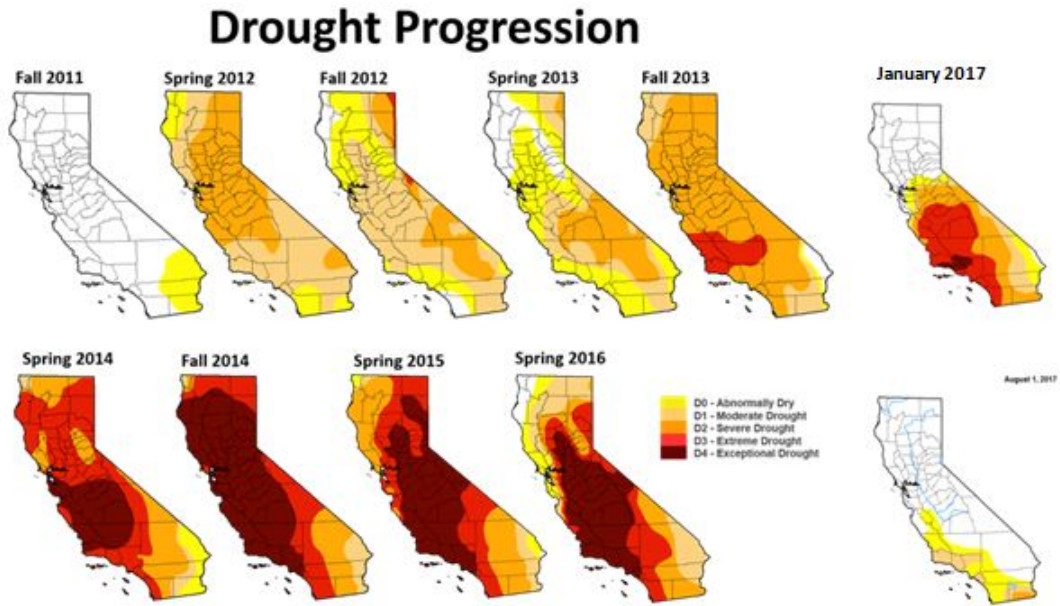 Drought Progression
Fall 2011
Spring 2012
Fall 2012
Spring 2013
Fall 2013
January 2017
Spring 2014
Fall 2014
Spring 2015
Spring 2016
D0 - Abnormally Dry
D1 - Moderate Drought
D2 - Severe Drought
D3 - Extreme Drought
D4 - Exceptional Drought
August 1, 2017